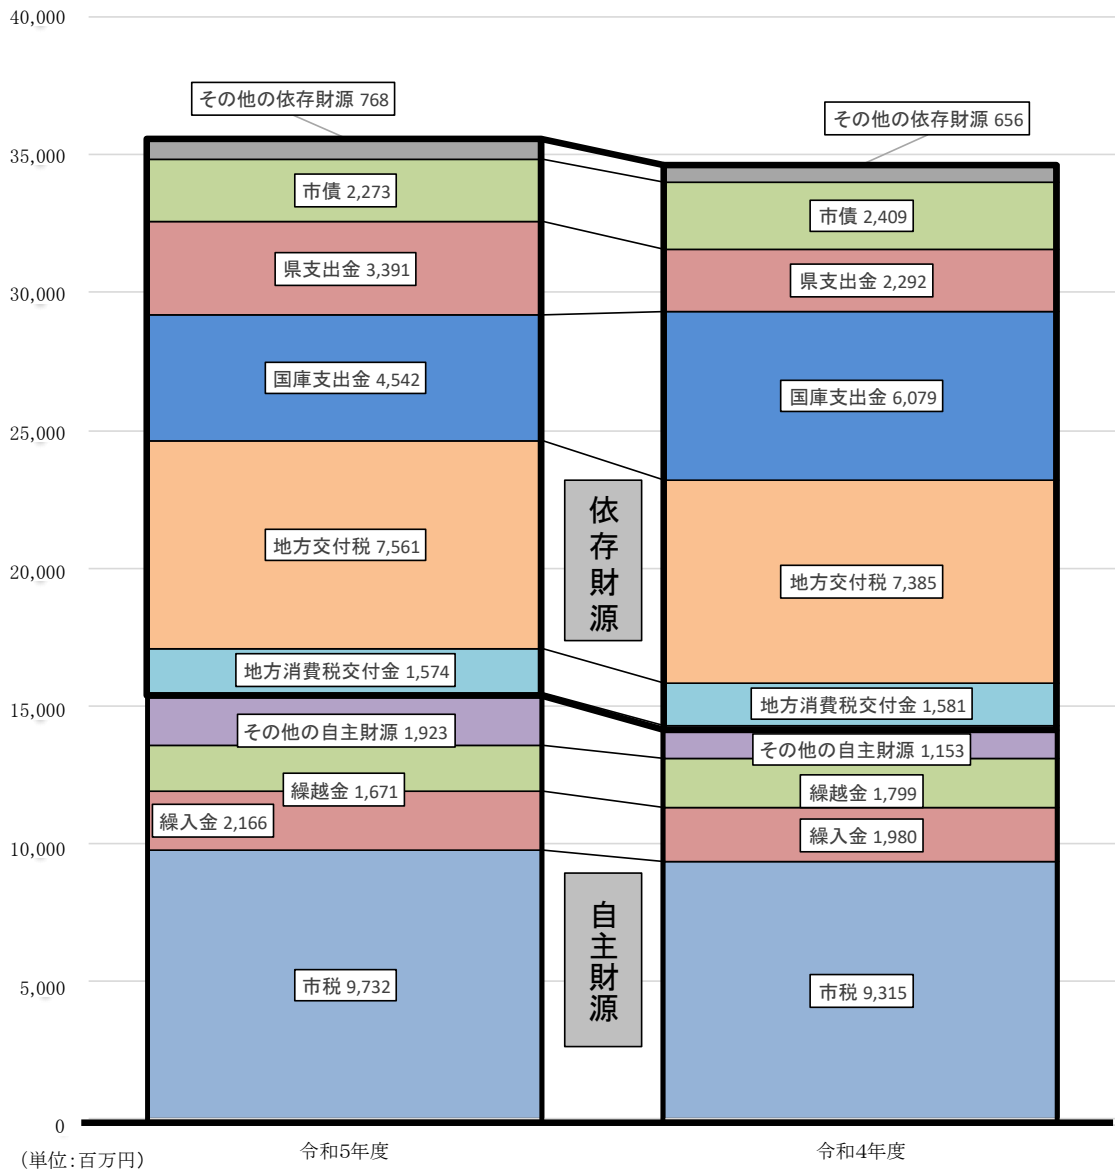 40,000
35,000
30,000
25,000
20,000
15,000
10,000
5,000
0
(単位:百万円)
その他の依存財源 768
市債 2,273
県支出金 3,391
国庫支出金 4,542
地方交付税 7,561
地方消費税交付金 1,574
その他の自主財源 1,923
繰越金 1,671
繰入金 2,166
市税 9,732
令和5年度
依存財源
自主財源
その他の依存財源 656
市債 2,409
県支出金 2,292
国庫支出金 6,079
地方交付税 7,385
地方消費税交付金 1,581
その他の自主財源 1,153
繰越金 1,799
繰入金 1,980
市税 9,315
令和4年度